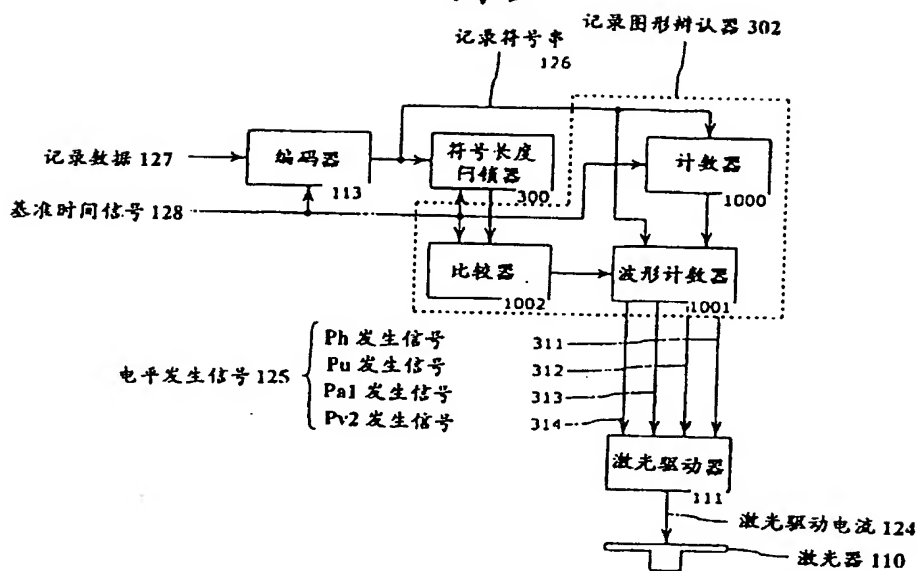 记录图形辨认器 302
记录符号串
126
记录数据 127
编码器
113
符号长度
闩锁器
300
计数器
1000
基准时间信号 128
比较器
1002
波形计数器
1001
电平发生信号 125
Ph 发生信号
Pu 发生信号
Pa1 发生信号
Pv2 发生信号
311
312
313
314
激光驱动器
111
激光驱动电流 124
激光器 110